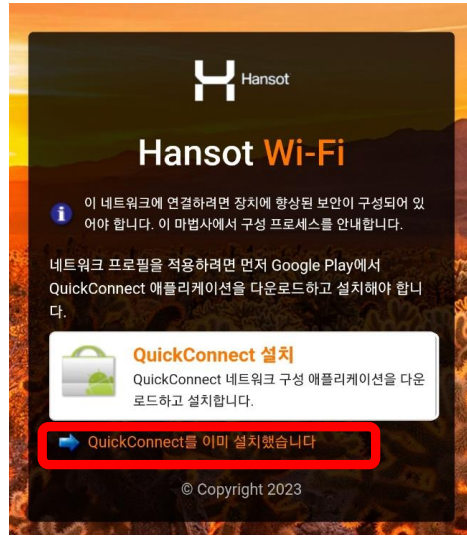 Hansot
Hansot Wi-Fi
이 네트워크에 연결하려면 장치에 향상된 보안이 구성되어 있
어야 합니다. 이 마법사에서 구성 프로세스를 안내합니다.
네트워크 프로필을 적용하려면 먼저 Google Play에서
QuickConnect 애플리케이션을 다운로드하고 설치해야 합니
다.
QuickConnect 설치
QuickConnect 네트워크 구성 애플리케이션을 다운
로드하고 설치합니다.
QuickConnect를 이미 설치했습니다
© Copyright 2023